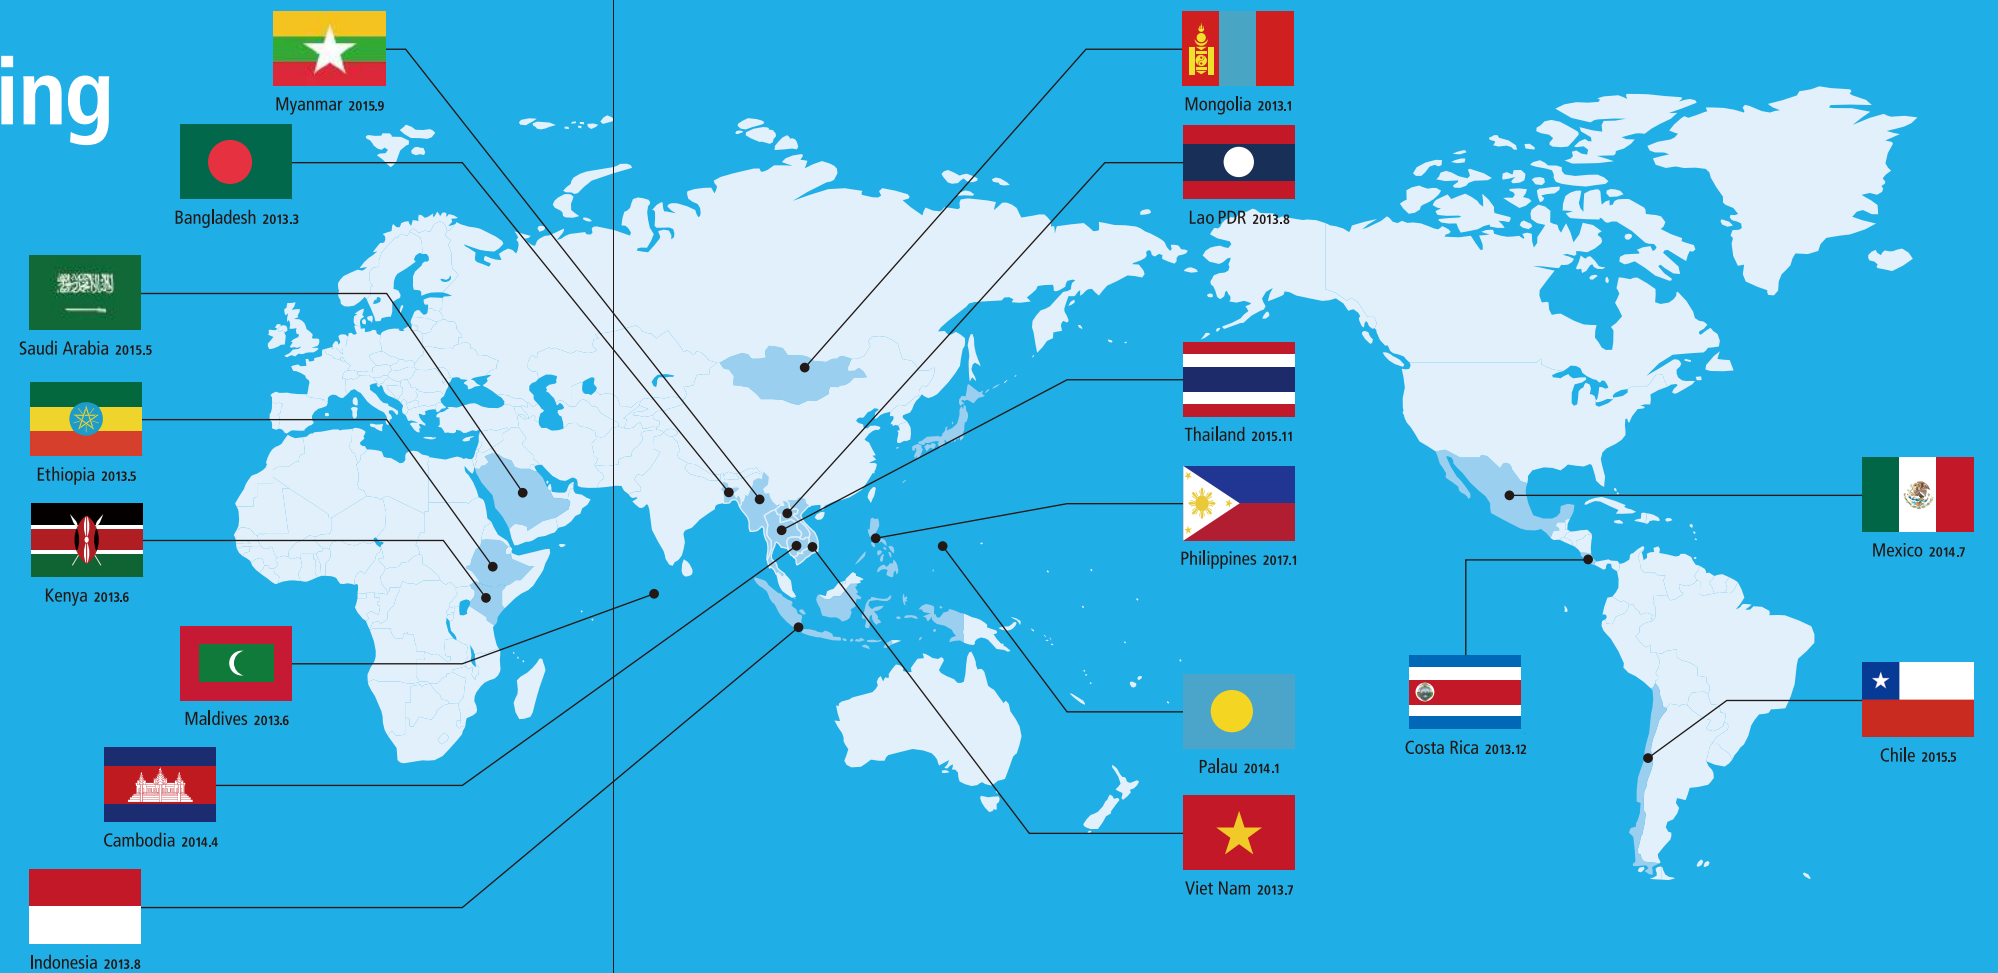 ing
Myanmar 2015.9
Bangladesh 2013.3
Saudi Arabia 2015.5
Ethiopia 2013.5
Kenya 2013.6
Maldives 2013.6
Cambodia 2014.4
Indonesia 2013.8
Mongolia 2013.1
Lao PDR 2013.8
Thailand 2015.11
Philippines 2017.1
Palau 2014.1
Viet Nam 2013.7
Costa Rica 2013.12
Mexico 2014.7
Chile 2015.5